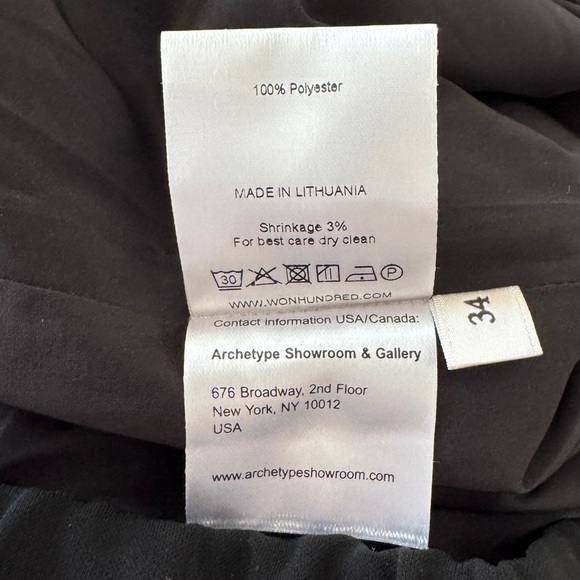 100% Polyester
MADE IN LITHUANIA
Shrinkage 3%
For best care dry clean
30
P
WWW.WONHUNDRED.COM
Contact information USA/Canada:
Archetype Showroom & Gallery
676 Broadway, 2nd Floor
New York, NY 10012
USA
www.archetypeshowroom.com
34